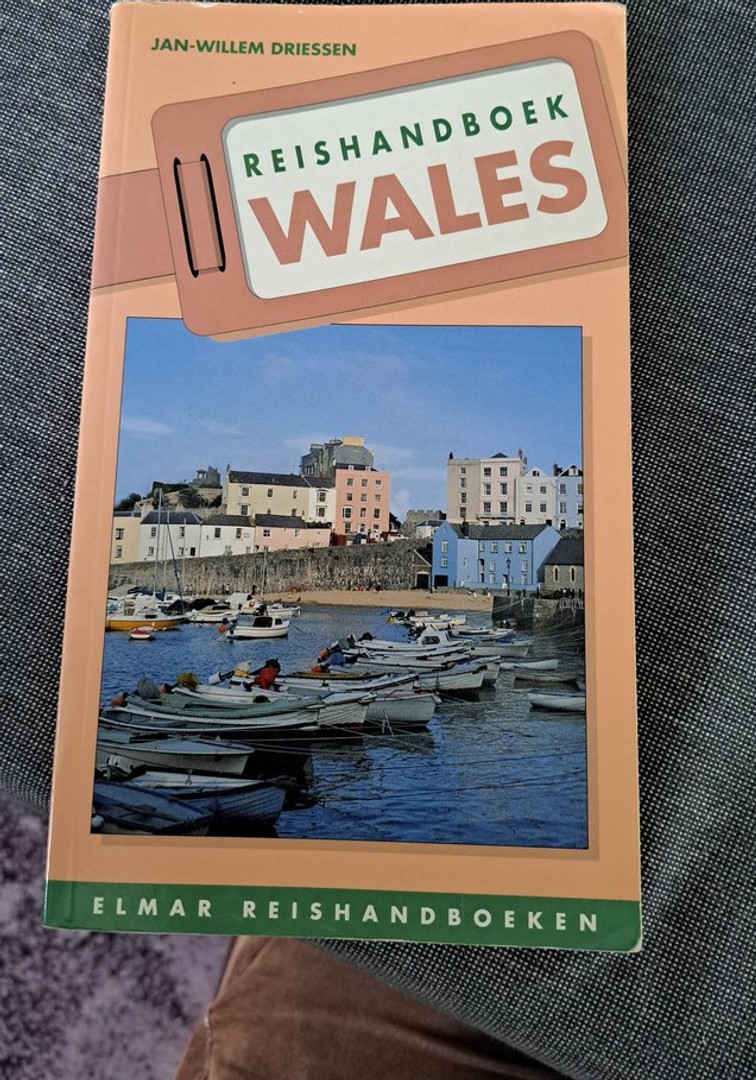 JAN-WILLEM DRIESSEN
REISHANDBOEK
WALES
ELMAR REISHANDBOEKEN